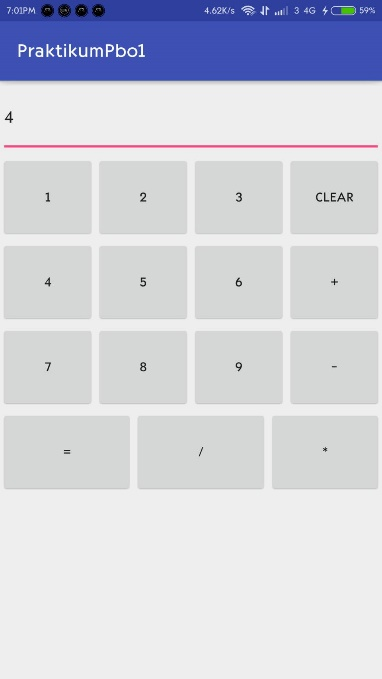 7:01PM 4.62K/s 3 4G 59%
PraktikumPbo1
4
1 2 3 CLEAR
4 5 6 +
7 8 9 -
= / *